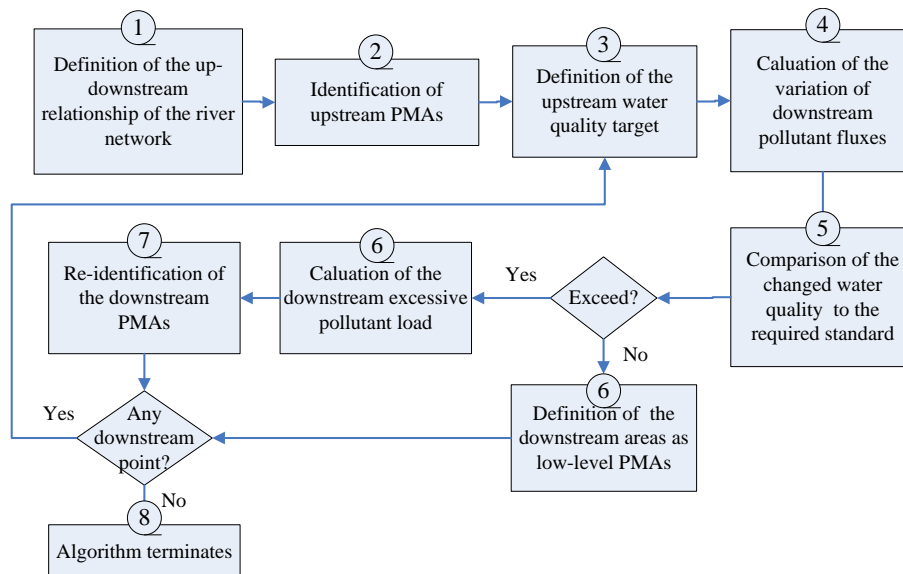 1
Definition of the up-
downstream
relationship of the river
network
2
Identification of
upstream PMAs
3
Definition of the
upstream water
quality target
4
Caluation of the
variation of
downstream
pollutant fluxes
5
Comparison of the
changed water
quality to the
required standard
Exceed?
Yes
No
6
Caluation of the
downstream excessive
pollutant load
7
Re-identification of
the downstream
PMAs
6
Definition of the
downstream areas as
low-level PMAs
Any
downstream
point?
Yes
No
8
Algorithm terminates